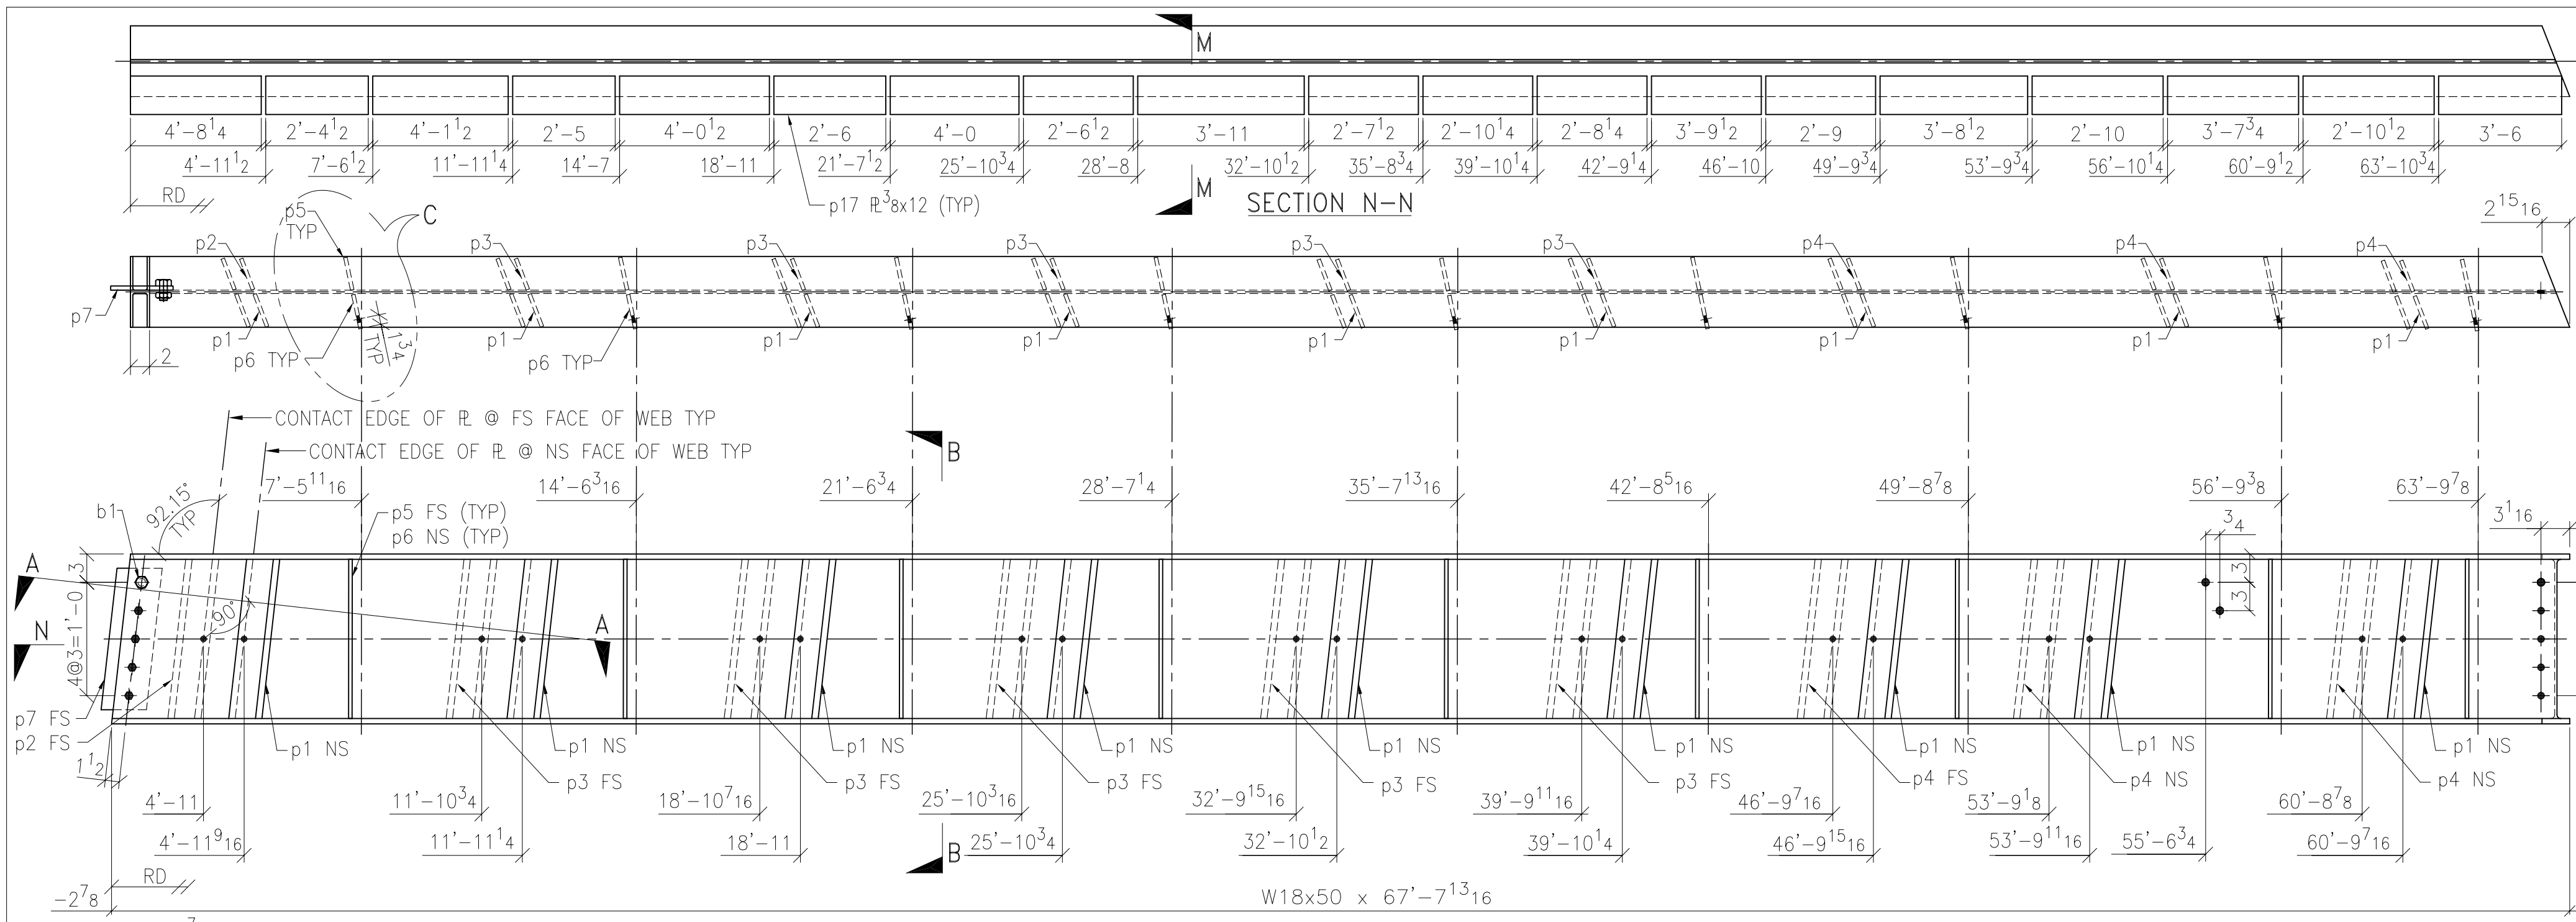 M
4'-8 1/4
2'-4 1/2
4'-1 1/2
2'-5
4'-0 1/2
2'-6
4'-0
2'-6 1/2
3'-11
2'-7 1/2
2'-10 1/4
2'-8 1/4
3'-9 1/2
2'-9
3'-8 1/2
2'-10
3'-7 3/4
2'-10 1/2
3'-6
4'-11 1/2
7'-6 1/2
11'-11 1/4
14'-7
18'-11
21'-7 1/2
25'-10 3/4
28'-8
32'-10 1/2
35'-8 3/4
39'-10 1/4
42'-9 1/4
46'-10
49'-9 3/4
53'-9 3/4
56'-10 1/4
60'-9 1/2
63'-10 3/4
RD
p17 ℄ 3/8x12 (TYP)
M
SECTION N-N
2 15/16
p5
TYP
C
p2
p3
p3
p3
p3
p3
p4
p4
p4
p7
p1
p6 TYP
1 3/4
TYP
p1
p6 TYP
p1
p1
p1
p1
p1
p1
p1
2
CONTACT EDGE OF ℄ @ FS FACE OF WEB TYP
CONTACT EDGE OF ℄ @ NS FACE OF WEB TYP
B
7'-5 11/16
14'-6 3/16
21'-6 3/4
28'-7 1/4
35'-7 13/16
42'-8 5/16
49'-8 7/8
56'-9 3/8
63'-9 7/8
b1
92.15°
TYP
p5 FS (TYP)
p6 NS (TYP)
3 1/16
3/4
A
3
3
3
N
4@3=1'-0
90°
A
p7 FS
p2 FS
1 1/2
p1 NS
p3 FS
p1 NS
p3 FS
p1 NS
p3 FS
p1 NS
p3 FS
p1 NS
p3 FS
p1 NS
p4 FS
p1 NS
p4 NS
p1 NS
p4 NS
p1 NS
4'-11
11'-10 3/4
18'-10 7/16
25'-10 3/16
32'-9 15/16
39'-9 11/16
46'-9 7/16
53'-9 1/8
60'-8 7/8
4'-11 9/16
11'-11 1/4
18'-11
B
25'-10 3/4
32'-10 1/2
39'-10 1/4
46'-9 15/16
53'-9 11/16
55'-6 3/4
60'-9 7/16
RD
-2 7/8
W18x50 x 67'-7 13/16